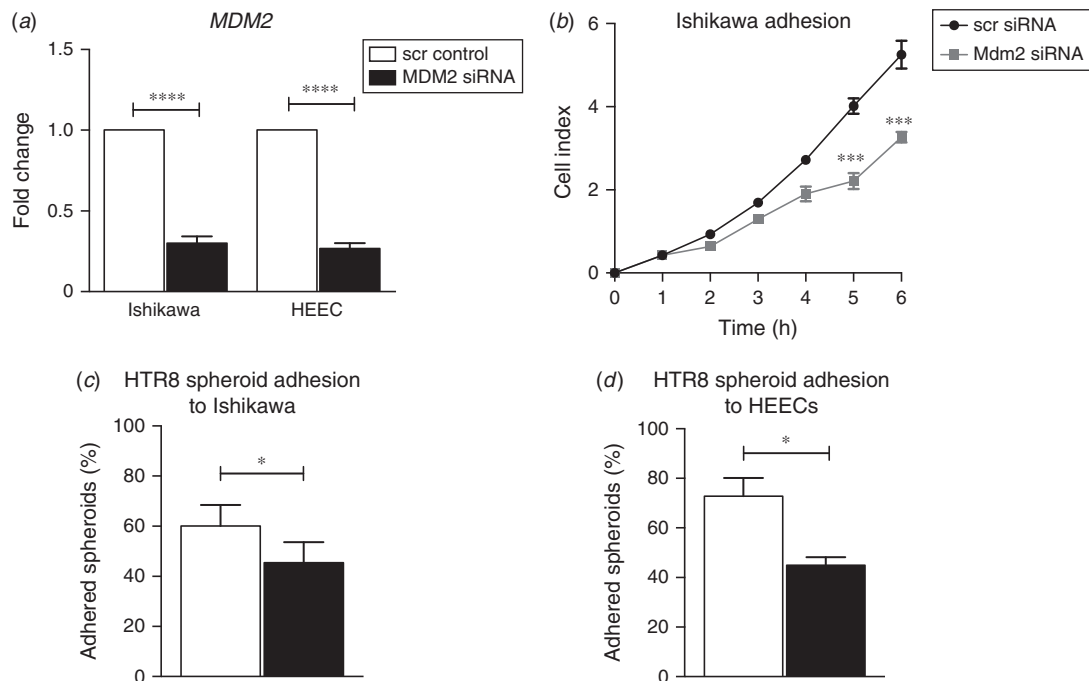 (a) MDM2
1.5
1.0
0.5
0
Fold change
****
****
scr control
MDM2 siRNA
Ishikawa HEEC
(b) Ishikawa adhesion
6
4
2
0
Cell index
***
***
0 1 2 3 4 5 6
Time (h)
scr siRNA
Mdm2 siRNA
(c) HTR8 spheroid adhesion
to Ishikawa
100
80
60
40
20
0
Adhered spheroids (%)
*
(d) HTR8 spheroid adhesion
to HEECs
100
80
60
40
20
0
Adhered spheroids (%)
*